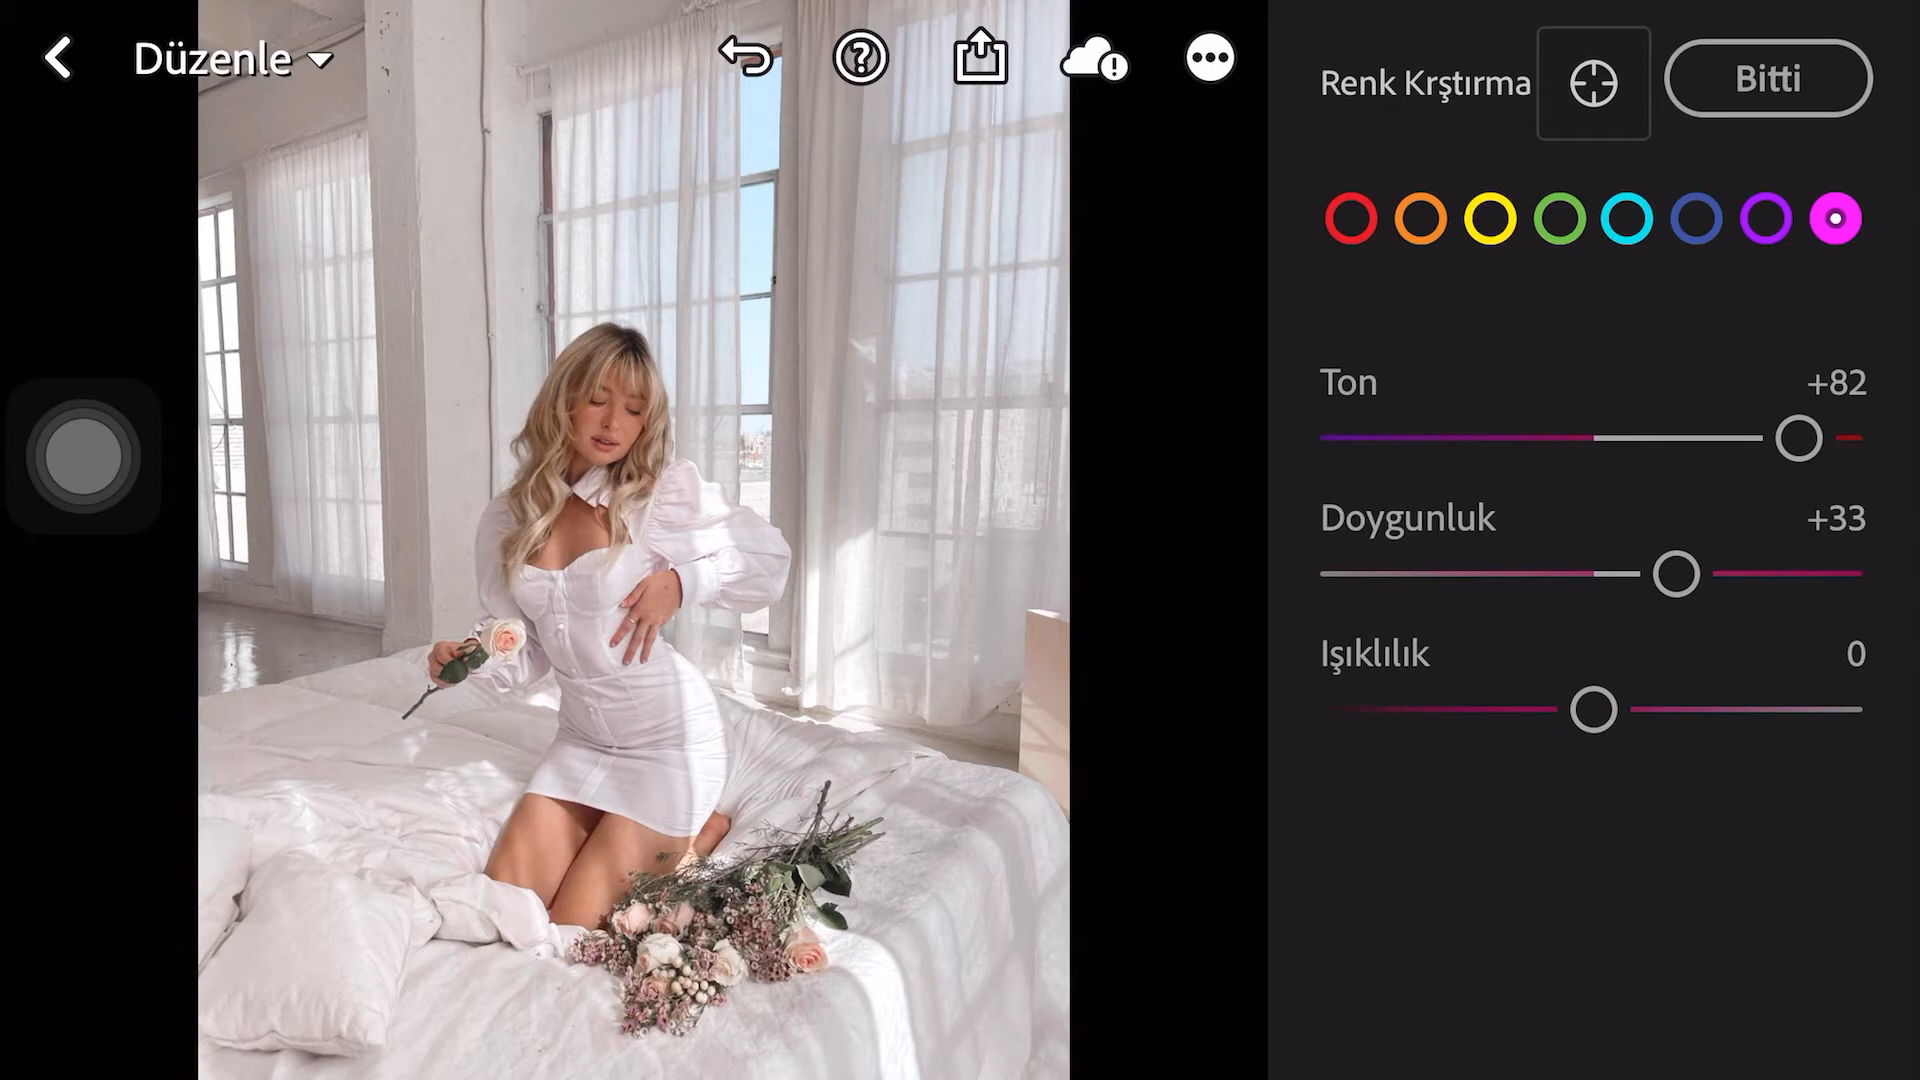 Düzenle
Renk Krştırma
Bitti
Ton +82
Doygunluk +33
Işıklılık 0